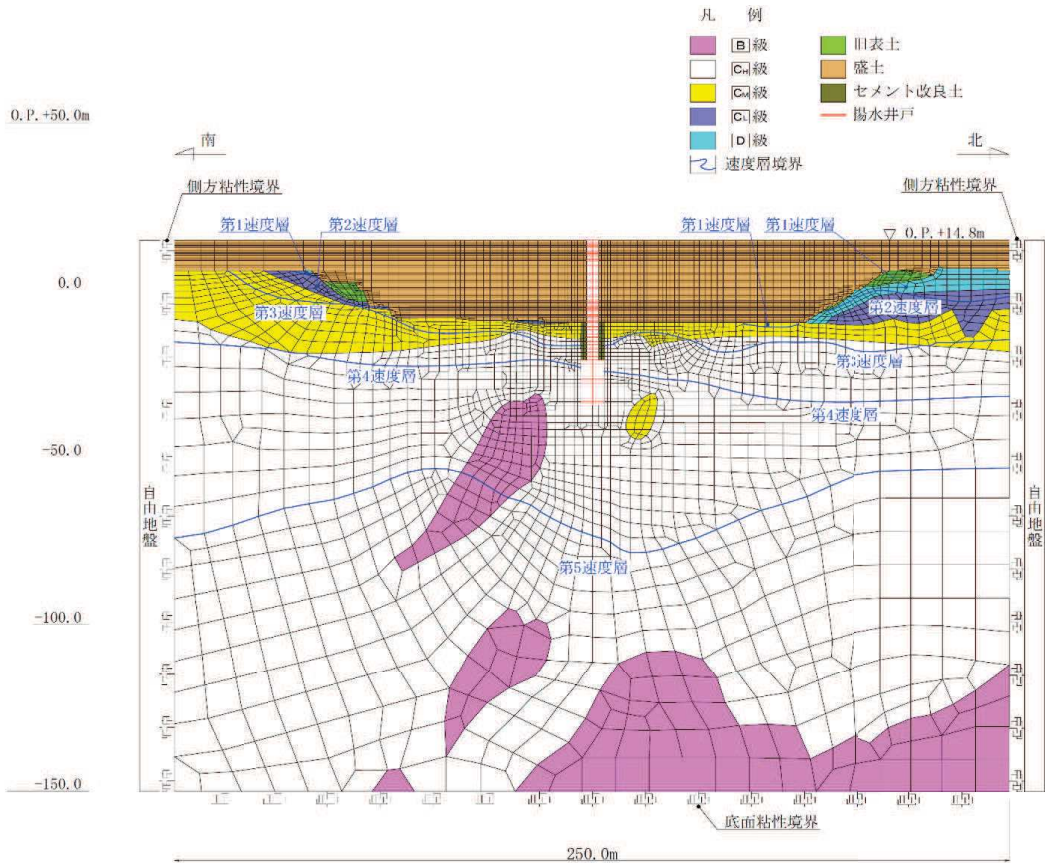 凡 例
B級
CH級
CM級
CL級
D級
速度層境界
旧表土
盛土
セメント改良土
揚水井戸
O.P.+50.0m
南
北
側方粘性境界
側方粘性境界
第1速度層
第2速度層
第1速度層
第1速度層
O.P.+14.8m
0.0
第3速度層
第2速度層
第3速度層
第4速度層
第4速度層
-50.0
自由地盤
自由地盤
第5速度層
-100.0
-150.0
底面粘性境界
250.0m